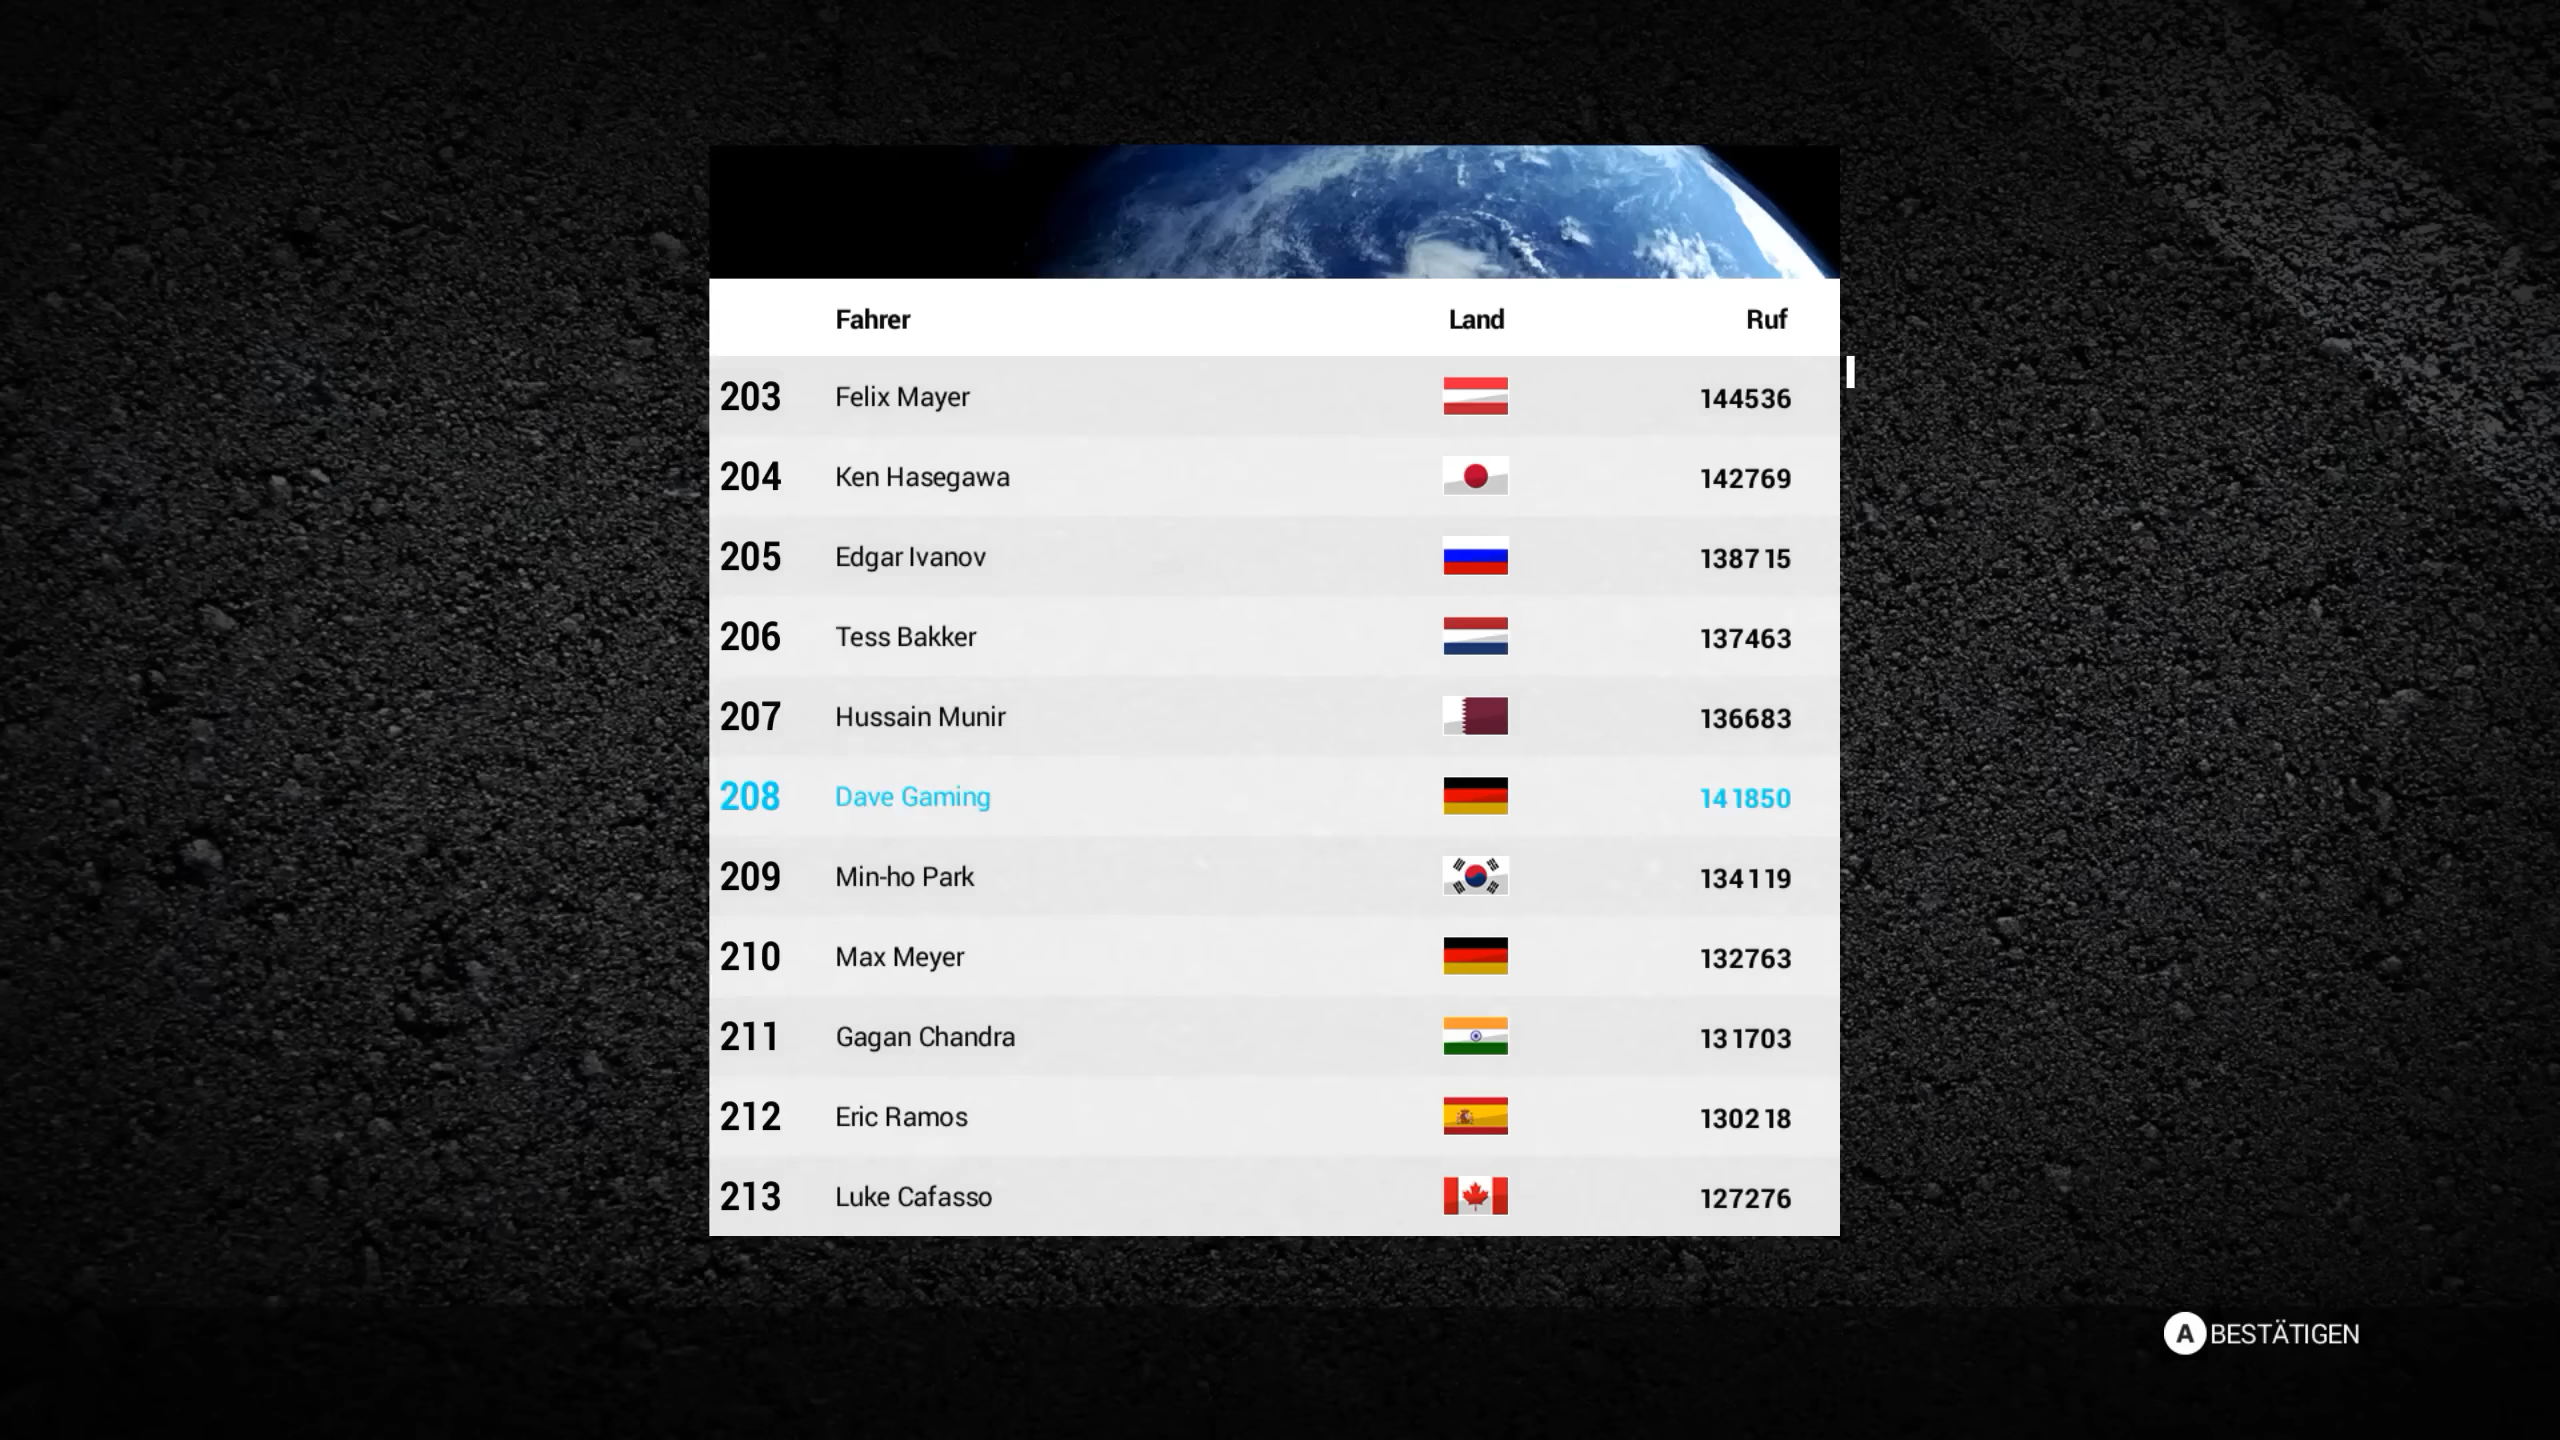 Fahrer Land Ruf
203 Felix Mayer 144536
204 Ken Hasegawa 142769
205 Edgar Ivanov 138715
206 Tess Bakker 137463
207 Hussain Munir 136683
208 Dave Gaming 141850
209 Min-ho Park 134119
210 Max Meyer 132763
211 Gagan Chandra 131703
212 Eric Ramos 130218
213 Luke Cafasso 127276
A BESTÄTIGEN